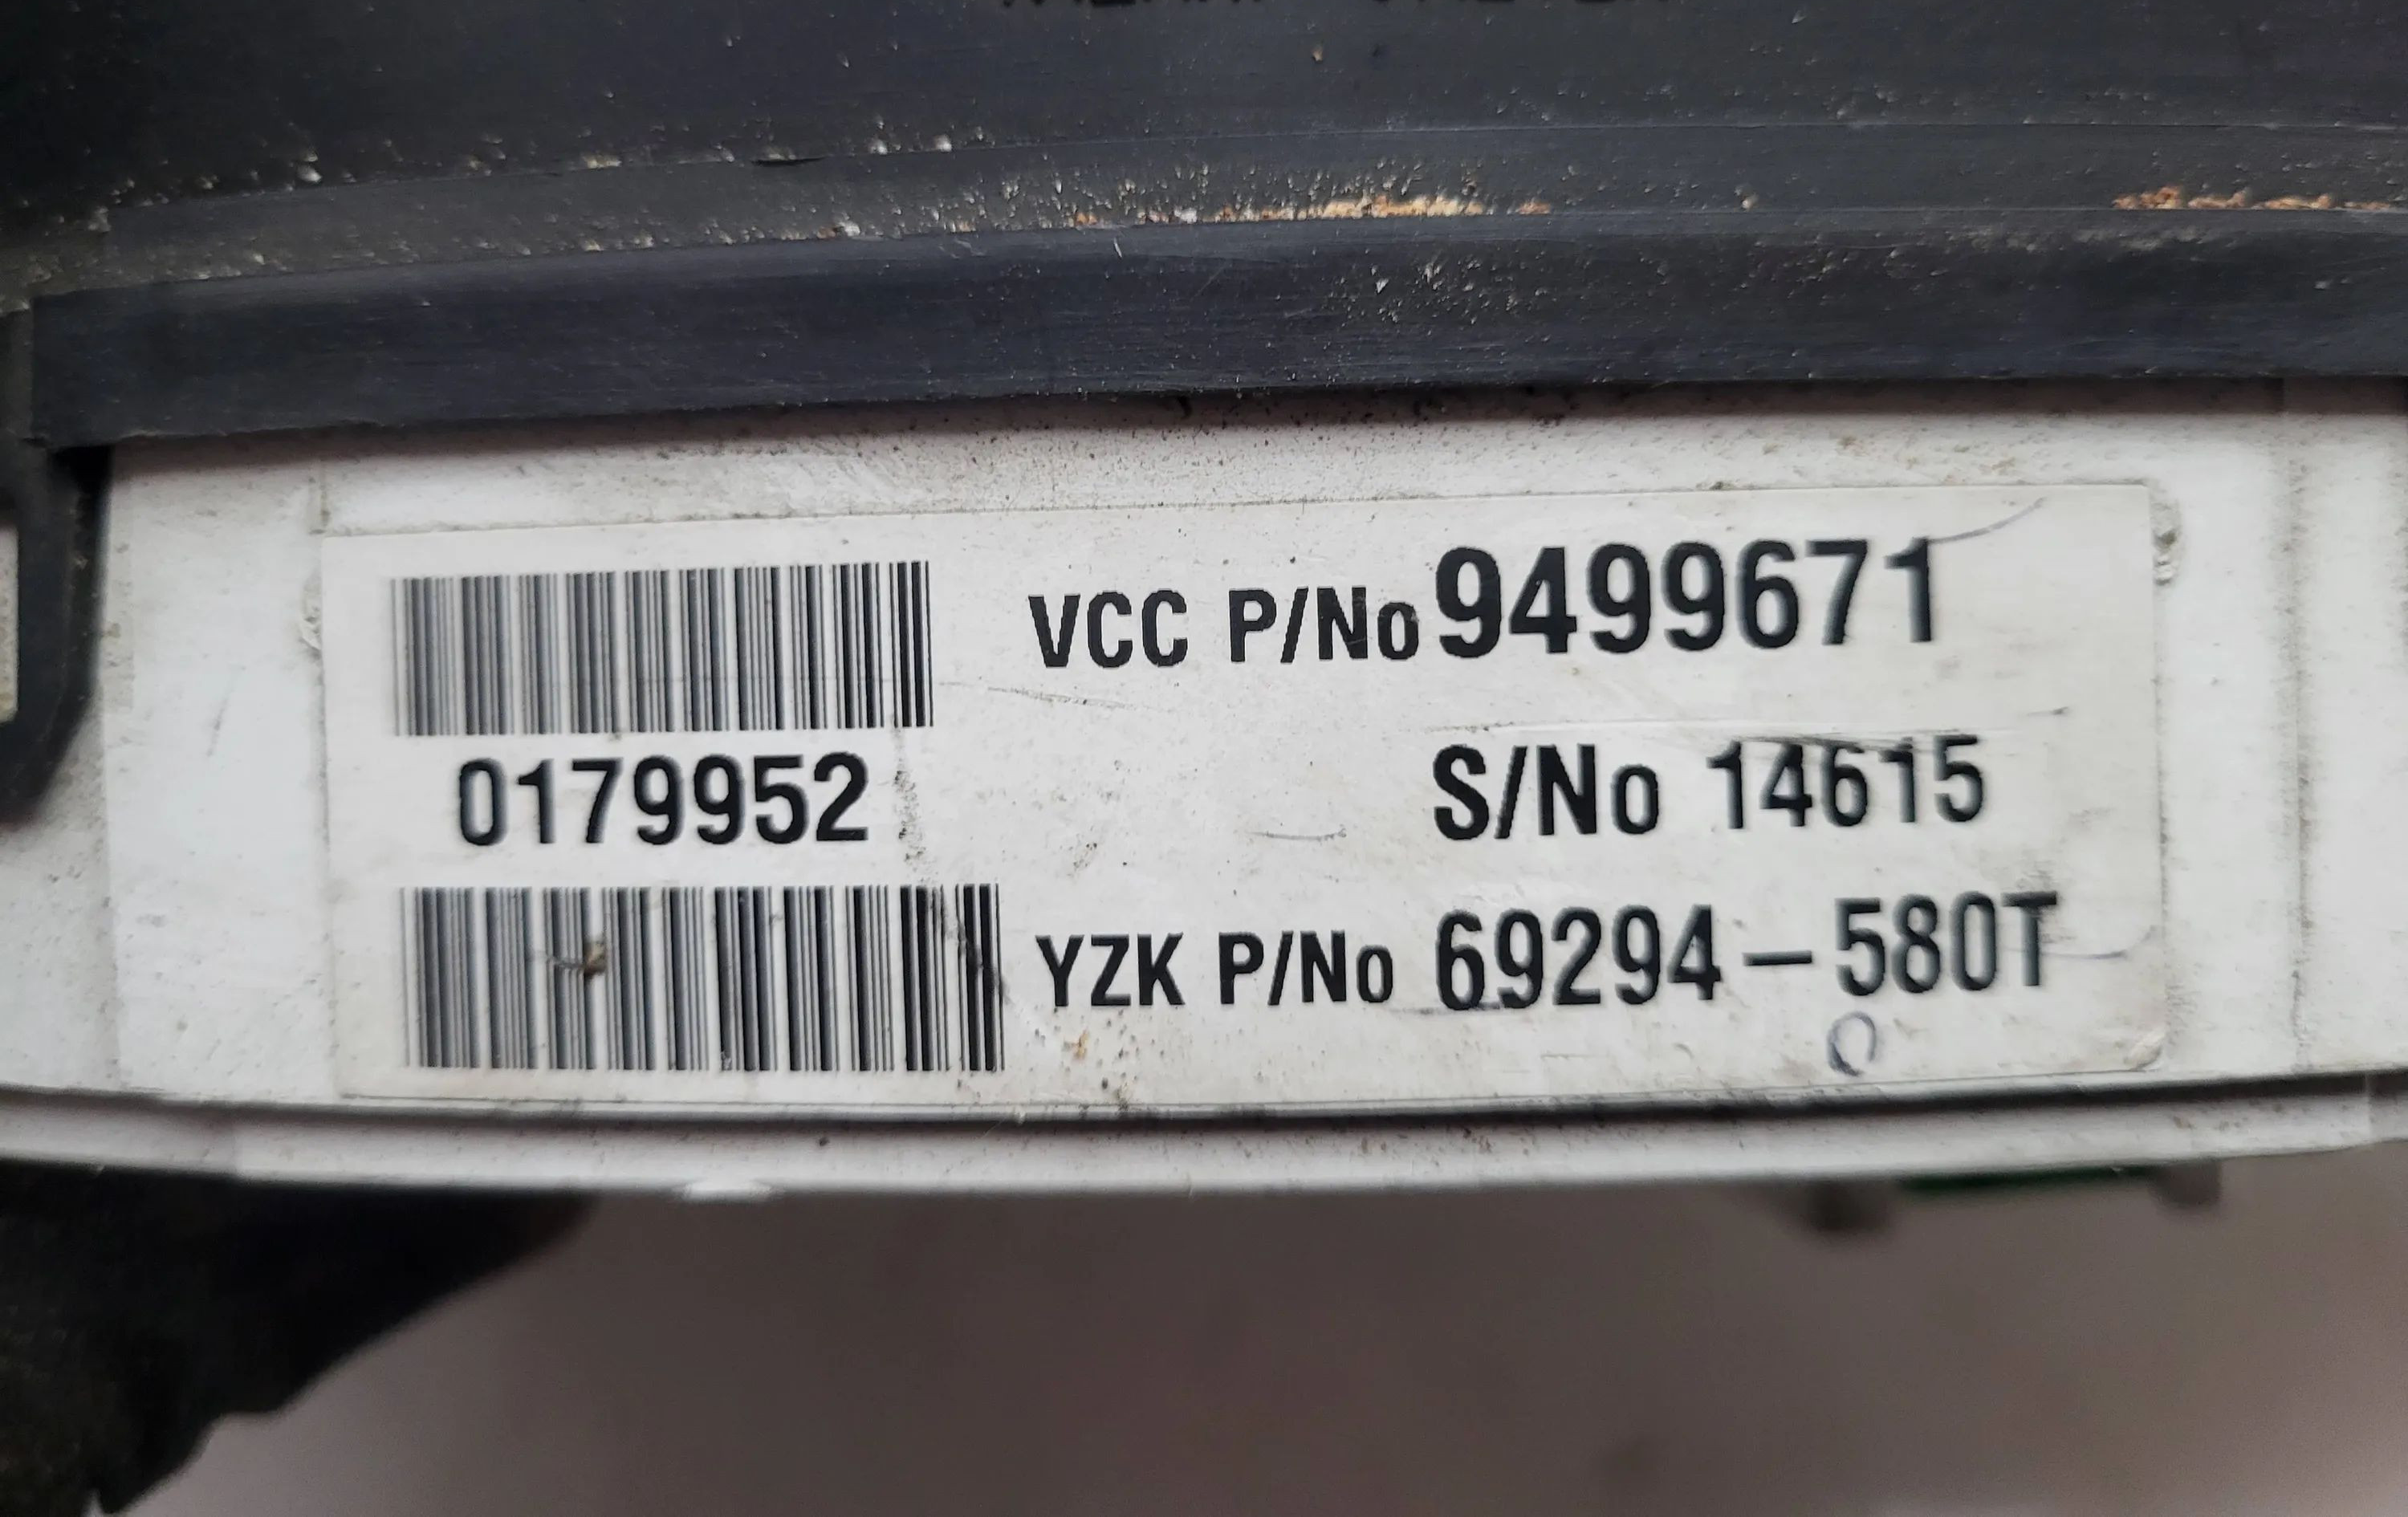 VCC P/No 9499671
0179952
S/No 14615
YZK P/No 69294-580T